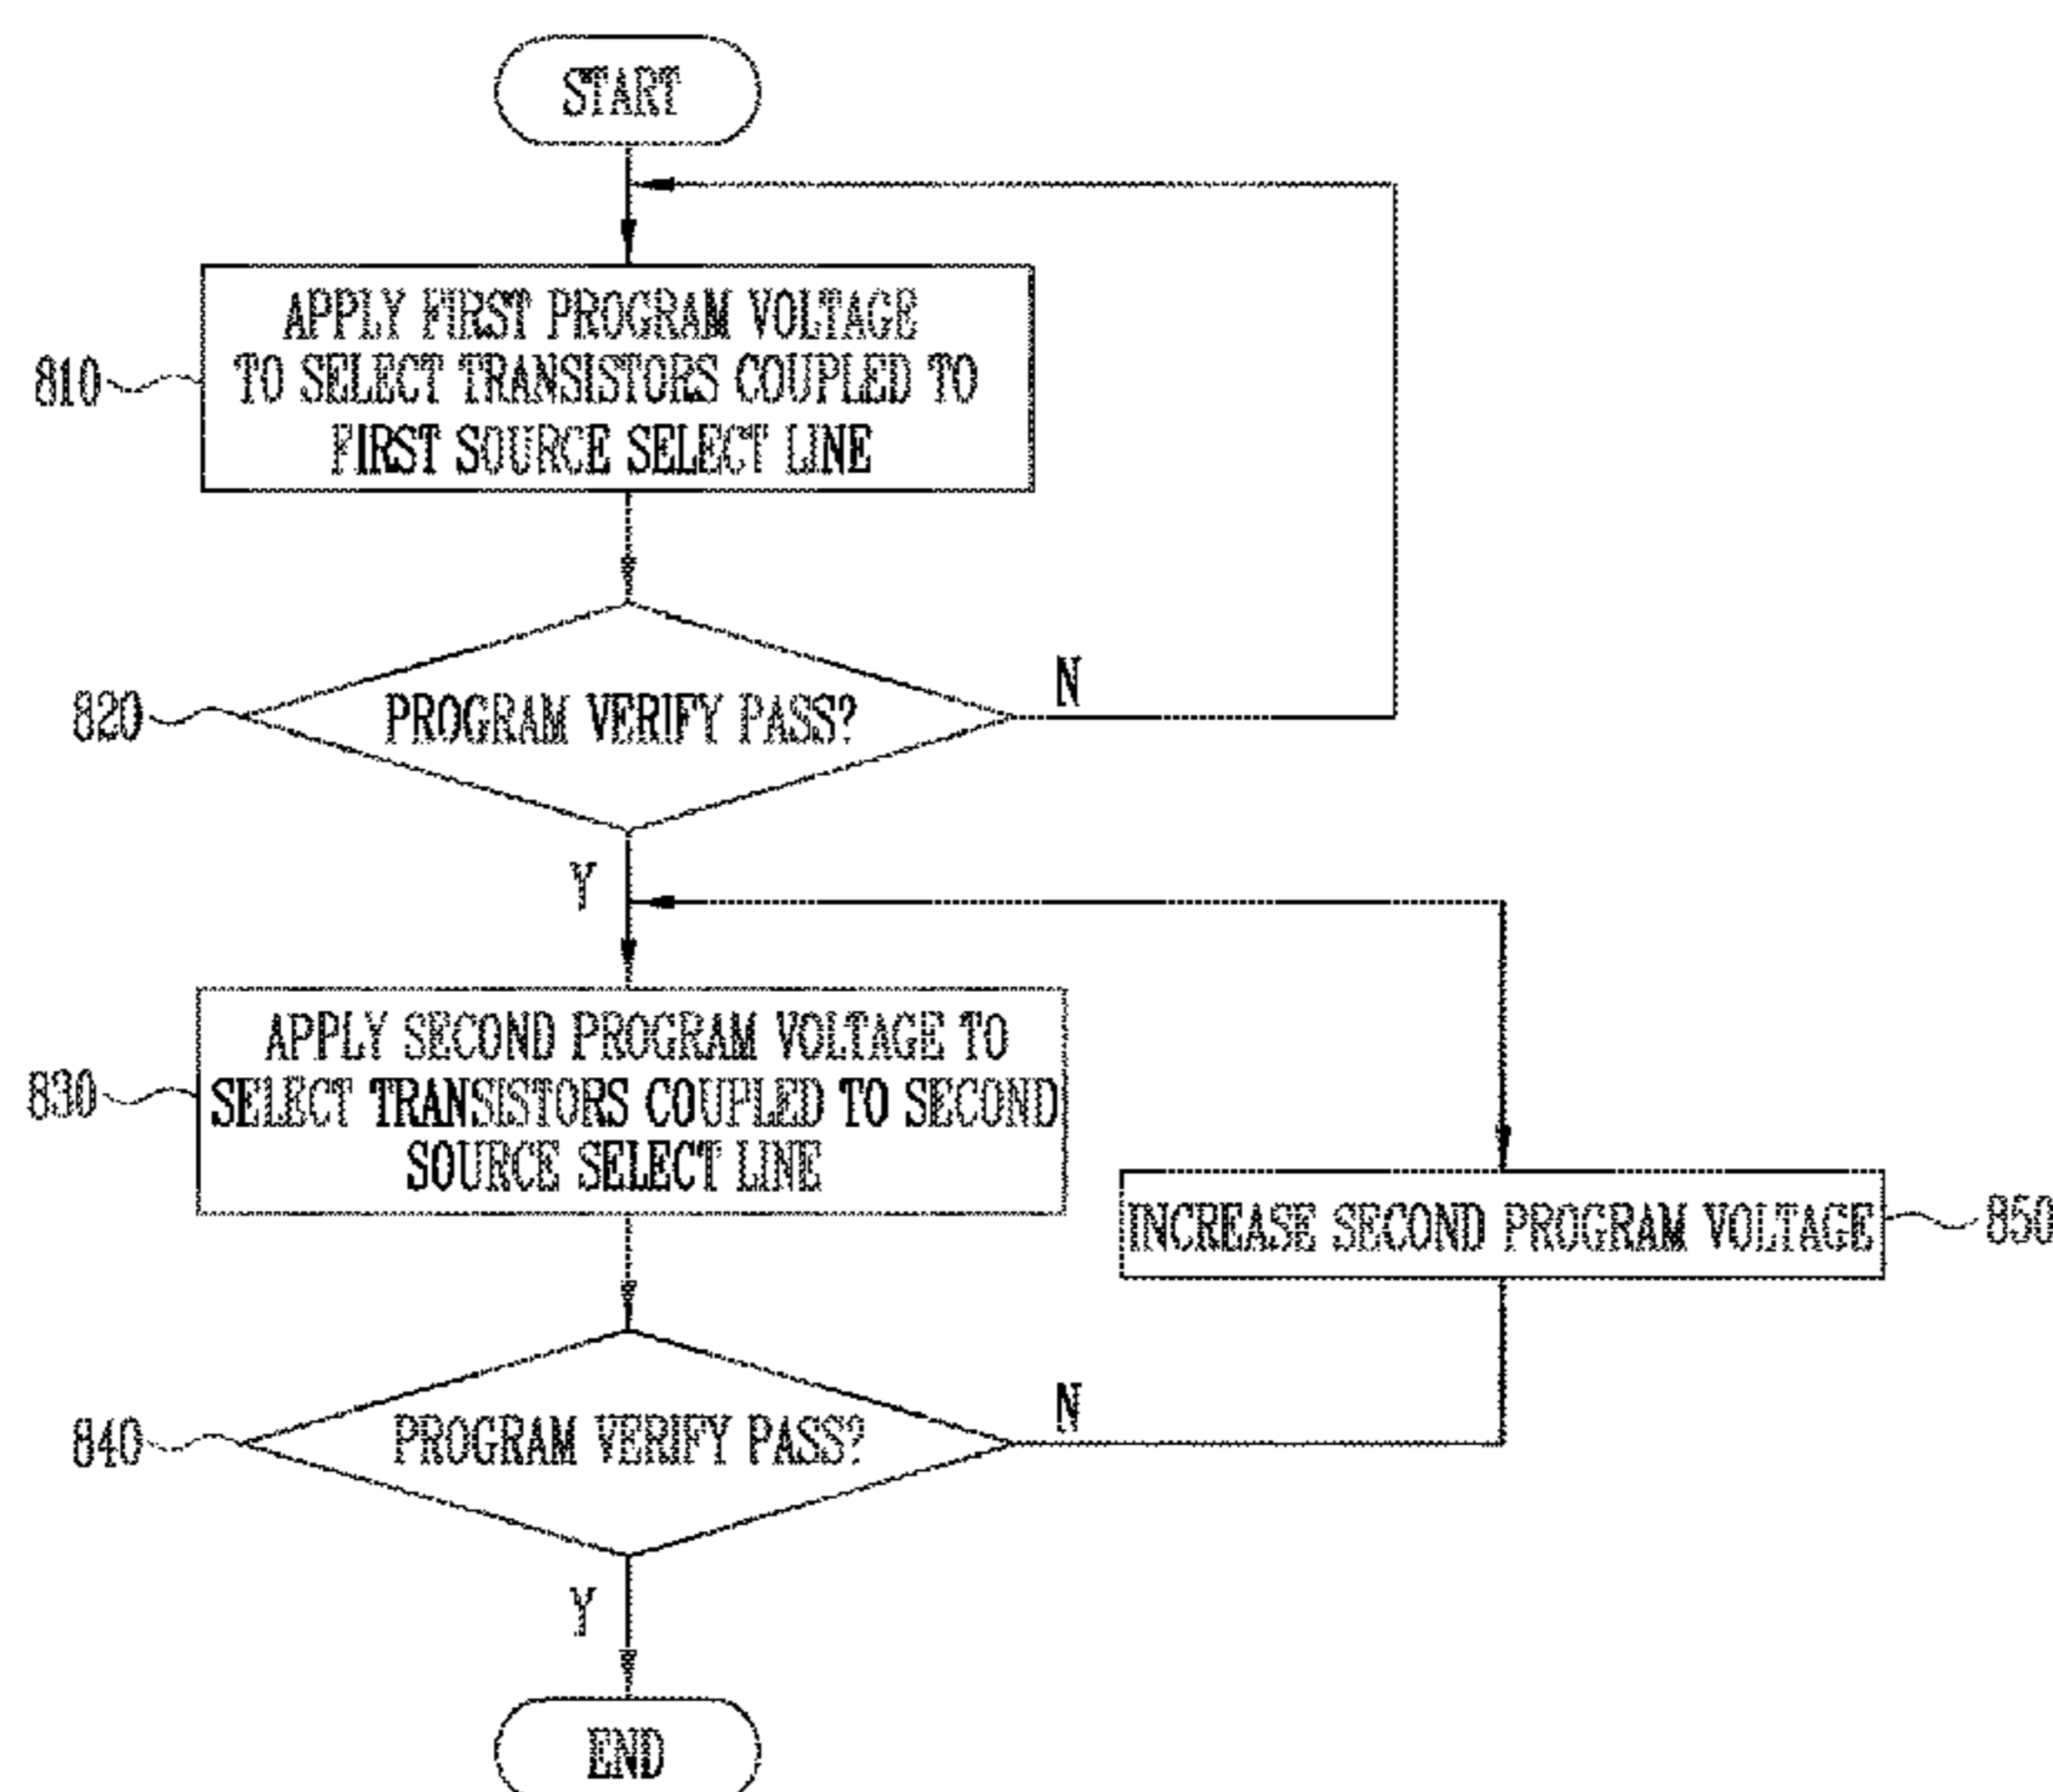 START
APPLY FIRST PROGRAM VOLTAGE
TO SELECT TRANSISTORS COUPLED TO
FIRST SOURCE SELECT LINE
810
820
PROGRAM VERIFY PASS?
N
Y
APPLY SECOND PROGRAM VOLTAGE TO
SELECT TRANSISTORS COUPLED TO SECOND
SOURCE SELECT LINE
830
INCREASE SECOND PROGRAM VOLTAGE
850
840
PROGRAM VERIFY PASS?
N
Y
END